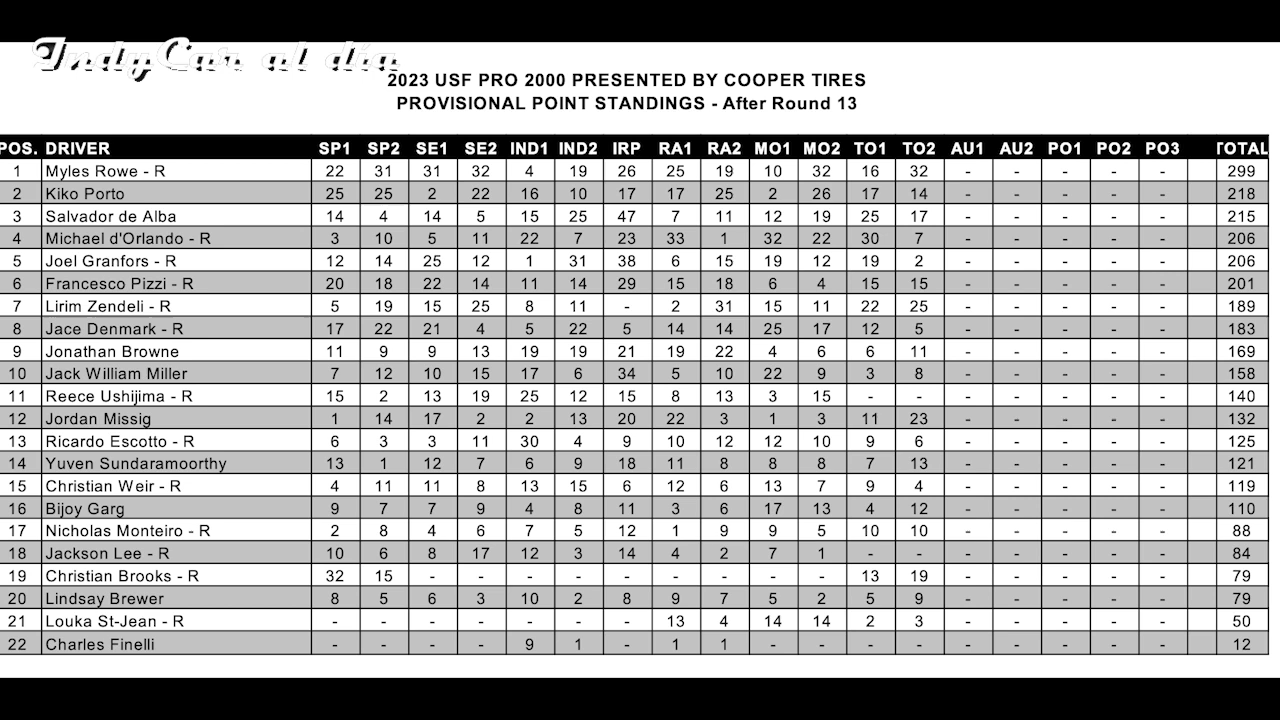 IndyCar al día
2023 USF PRO 2000 PRESENTED BY COOPER TIRES
PROVISIONAL POINT STANDINGS - After Round 13
POS. DRIVER SP1 SP2 SE1 SE2 IND1 IND2 IRP RA1 RA2 MO1 MO2 TO1 TO2 AU1 AU2 PO1 PO2 PO3 TOTAL
1 Myles Rowe - R 22 31 31 32 4 19 26 25 19 10 32 16 32 - - - - - 299
2 Kiko Porto 25 25 2 22 16 10 17 17 25 2 26 17 14 - - - - - 218
3 Salvador de Alba 14 4 14 5 15 25 47 7 11 12 19 25 17 - - - - - 215
4 Michael d'Orlando - R 3 10 5 11 22 7 23 33 1 32 22 30 7 - - - - - 206
5 Joel Granfors - R 12 14 25 12 1 31 38 6 15 19 12 19 2 - - - - - 206
6 Francesco Pizzi - R 20 18 22 14 11 14 29 15 18 6 4 15 15 - - - - - 201
7 Lirim Zendeli - R 5 19 15 25 8 11 - 2 31 15 11 22 25 - - - - - 189
8 Jace Denmark - R 17 22 21 4 5 22 5 14 14 25 17 12 5 - - - - - 183
9 Jonathan Browne 11 9 9 13 19 19 21 19 22 4 6 6 11 - - - - - 169
10 Jack William Miller 7 12 10 15 17 6 34 5 10 22 9 3 8 - - - - - 158
11 Reece Ushijima - R 15 2 13 19 25 12 15 8 13 3 15 - - - - - - - 140
12 Jordan Missig 1 14 17 2 2 13 20 22 3 1 3 11 23 - - - - - 132
13 Ricardo Escotto - R 6 3 3 11 30 4 9 10 12 12 10 9 6 - - - - - 125
14 Yuven Sundaramoorthy 13 1 12 7 6 9 18 11 8 8 8 7 13 - - - - - 121
15 Christian Weir - R 4 11 11 8 13 15 6 12 6 13 7 9 4 - - - - - 119
16 Bijoy Garg 9 7 7 9 4 8 11 3 6 17 13 4 12 - - - - - 110
17 Nicholas Monteiro - R 2 8 4 6 7 5 12 1 9 9 5 10 10 - - - - - 88
18 Jackson Lee - R 10 6 8 17 12 3 14 4 2 7 1 - - - - - - - 84
19 Christian Brooks - R 32 15 - - - - - - - - - 13 19 - - - - - 79
20 Lindsay Brewer 8 5 6 3 10 2 8 9 7 5 2 5 9 - - - - - 79
21 Louka St-Jean - R - - - - - - - 13 4 14 14 2 3 - - - - - 50
22 Charles Finelli - - - - 9 1 - 1 1 - - - - - - - - - 12